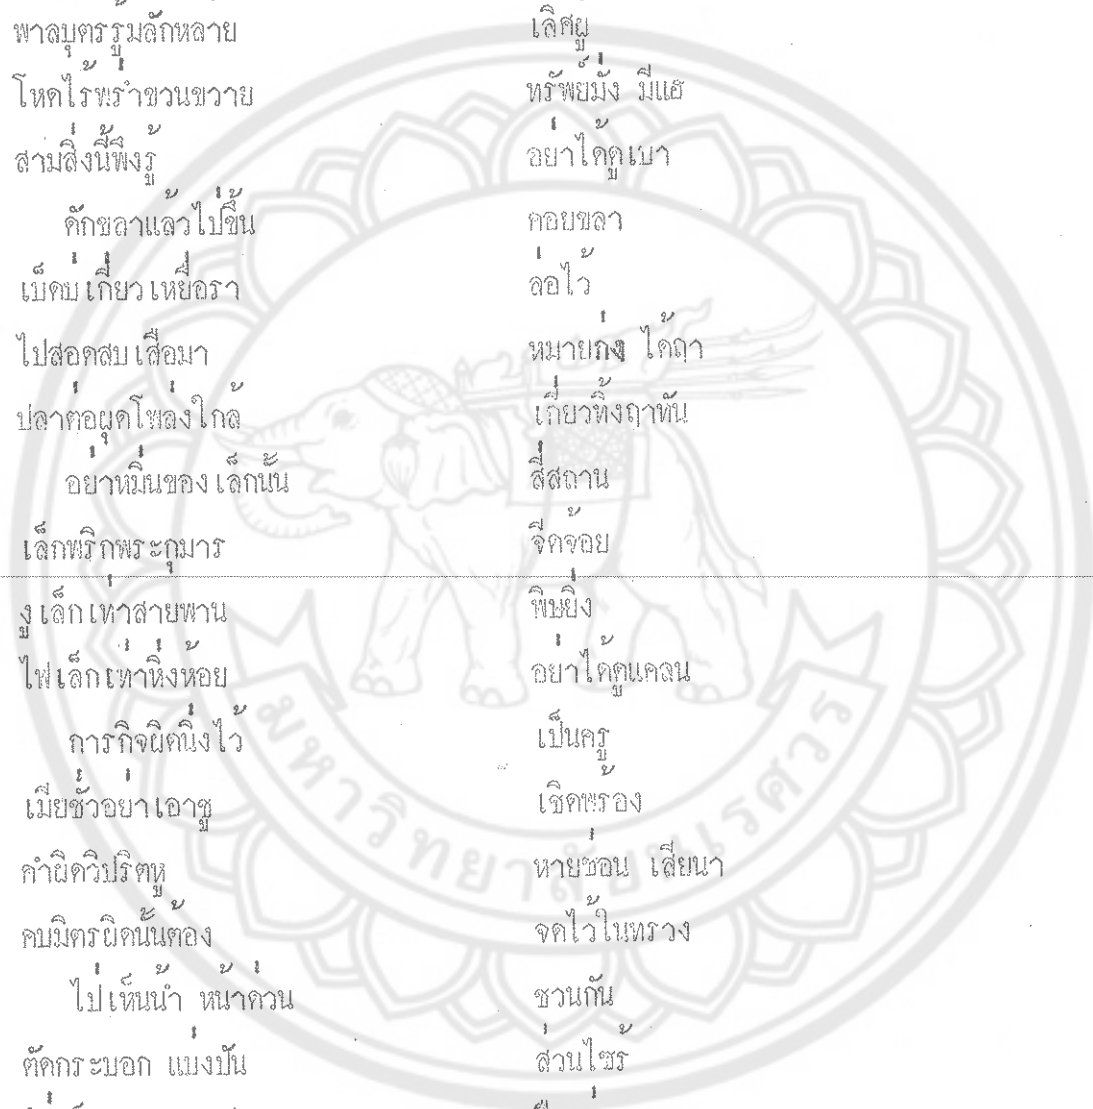 พาลบุตรรู้มลักหลาย เลิศผู้
โหดไร้พร่ำขวนขวาย ทรัพย์มั่ง มีแฮ
สามสิ่งนี้พึงรู้ อย่าได้ดูเบา
ดักขลาแล้วไป่ขึ้น คอยขลา
เบ็ดบ่เกี่ยวเหยื่อรา ล่อไว้
ไปสอดสบเสือมา หมายก่ง ได้ฤา
ปลาต่อผุดโพล่งใกล้ เกี่ยวทิ้งฤาทัน
อย่าหมิ่นของเล็กนั้น สี่สถาน
เล็กพริกพระกุมาร จีดจ้อย
งูเล็กเท่าสายพาน พิษยิ่ง
ไฟเล็กเท่าหิ่งห้อย อย่าได้ดูแคลน
การกิจผิดนิ่งไว้ เป็นครู
เมียชั่วอย่าเอาชู เชิดพร้อง
คำผิดวิปริตหู หายซ่อน เสียนา
คบมิตรผิดนั้นต้อง จดไว้ในทรวง
ไป่เห็นน้ำ หน้าด่วน ชวนกัน
ตัดกระบอก แบ่งปัน ส่วนไซร้
มหาวิทยาลัยนเรศวร